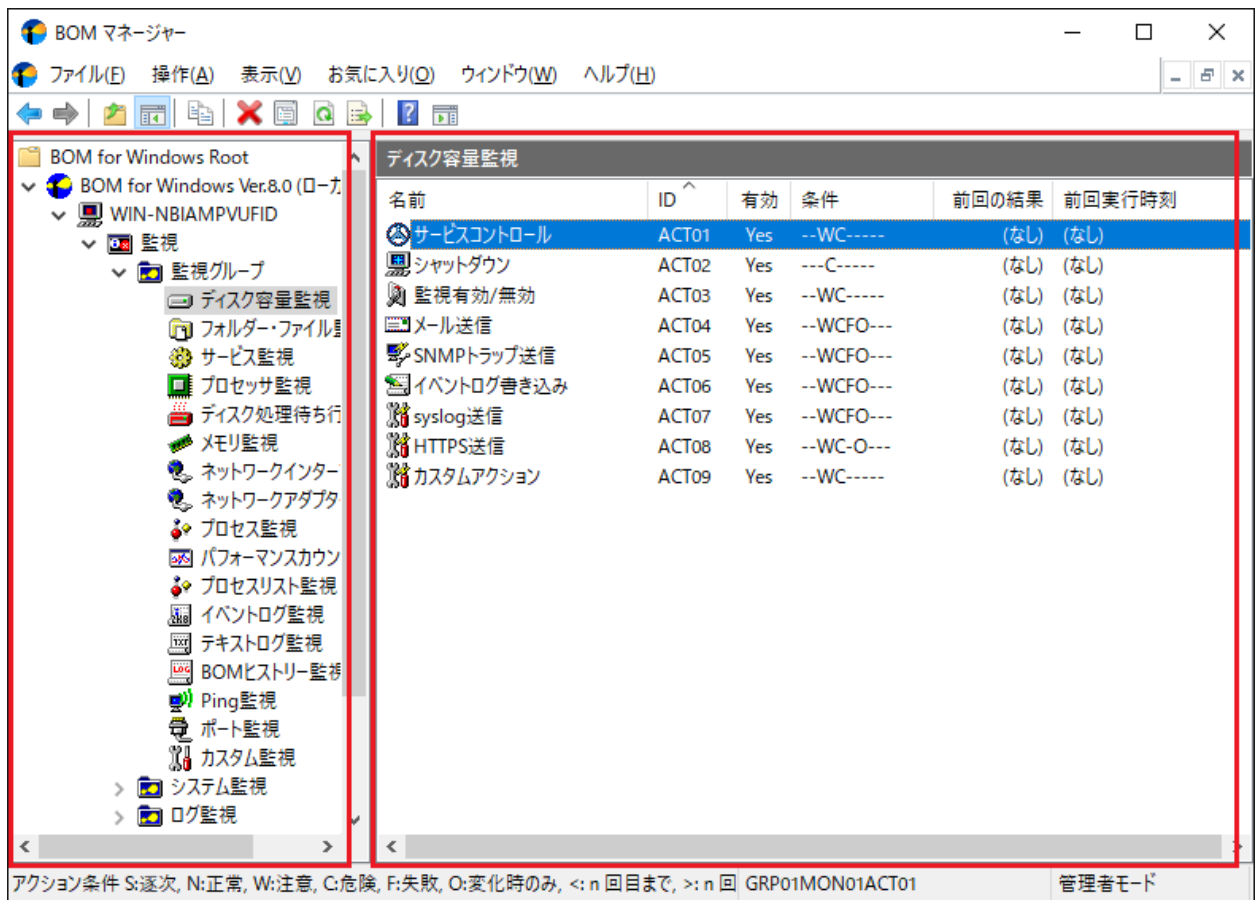 BOM マネージャー
ファイル(F) 操作(A) 表示(V) お気に入り(O) ウィンドウ(W) ヘルプ(H)
BOM for Windows Root
BOM for Windows Ver.8.0 (ローカ
WIN-NBIAMPVUFID
監視
監視グループ
ディスク容量監視
フォルダー・ファイル監
サービス監視
プロセッサ監視
ディスク処理待ち行
メモリ監視
ネットワークインター
ネットワークアダプタ
プロセス監視
パフォーマンスカウン
プロセスリスト監視
イベントログ監視
テキストログ監視
BOMヒストリー監視
Ping監視
ポート監視
カスタム監視
システム監視
ログ監視
ディスク容量監視
名前 ID 有効 条件 前回の結果 前回実行時刻
サービスコントロール ACT01 Yes --WC----- (なし) (なし)
シャットダウン ACT02 Yes ---C----- (なし) (なし)
監視有効/無効 ACT03 Yes --WC----- (なし) (なし)
メール送信 ACT04 Yes --WCFO--- (なし) (なし)
SNMPトラップ送信 ACT05 Yes --WCFO--- (なし) (なし)
イベントログ書き込み ACT06 Yes --WCFO--- (なし) (なし)
syslog送信 ACT07 Yes --WCFO--- (なし) (なし)
HTTPS送信 ACT08 Yes --WC-O--- (なし) (なし)
カスタムアクション ACT09 Yes --WC----- (なし) (なし)
アクション条件 S:逐次, N:正常, W:注意, C:危険, F:失敗, O:変化時のみ, <: n 回目まで, >: n 回 GRP01MON01ACT01 管理者モード